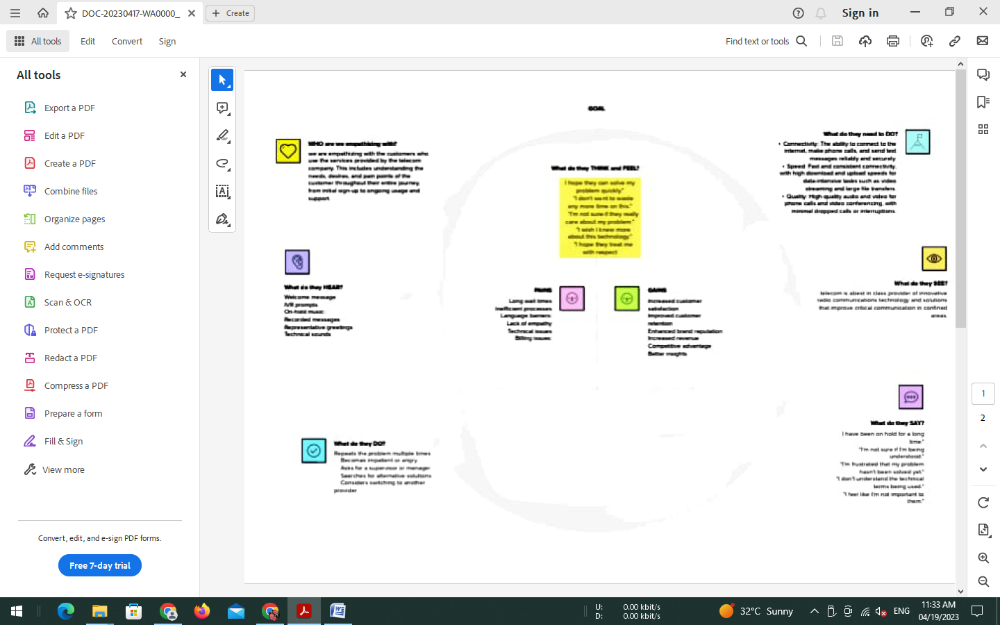 DOC-20230417-WA0000_
Create
Sign in
All tools
Edit
Convert
Sign
Find text or tools
All tools
Export a PDF
Edit a PDF
Create a PDF
Combine files
Organize pages
Add comments
Request e-signatures
Scan & OCR
Protect a PDF
Redact a PDF
Compress a PDF
Prepare a form
Fill & Sign
View more
Convert, edit, and e-sign PDF forms.
Free 7-day trial
GOAL
WHO are we empathizing with?
we are empathizing with the customers who
use the services provided by the telecom
company. This includes understanding the
needs, desires, and pain points of the
customer throughout their entire journey,
from initial sign-up to ongoing usage and
support.
What do they need to DO?
• Connectivity: The ability to connect to the
internet, make phone calls, and send text
messages reliably and securely.
• Speed: Fast and consistent connectivity,
with high download and upload speeds for
data-intensive tasks such as video
streaming and large file transfers.
• Quality: High-quality audio and video for
phone calls and video conferencing, with
minimal dropped calls or interruptions.
What do they THINK and FEEL?
I hope they can solve my
problem quickly"
"I don't want to waste
any more time on this."
"I'm not sure if they really
care about my problem"
"I wish I knew more
about this technology."
"I hope they treat me
with respect
What do they HEAR?
Welcome message
IVR prompts
On-hold music
Recorded messages
Representative greetings
Technical sounds
PAINS
Long wait times
Inefficient processes
Language barriers:
Lack of empathy
Technical issues
Billing issues:
GAINS
Increased customer
satisfaction
Improved customer
retention
Enhanced brand reputation
Increased revenue
Competitive advantage
Better insights
What do they SEE?
telecom is abest in class provider of innovative
radio communications technology and solutions
that improve critical communication in confined
areas.
What do they SAY?
I have been on hold for a long
time."
"I'm not sure if I'm being
understood."
"I'm frustrated that my problem
hasn't been solved yet."
"I don't understand the technical
terms being used."
"I feel like I'm not important to
them."
What do they DO?
Repeats the problem multiple times
Becomes impatient or angry
Asks for a supervisor or manager
Searches for alternative solutions
Considers switching to another
provider
1
2
U: 0.00 kbit/s
D: 0.00 kbit/s
32°C Sunny
ENG
11:33 AM
04/19/2023